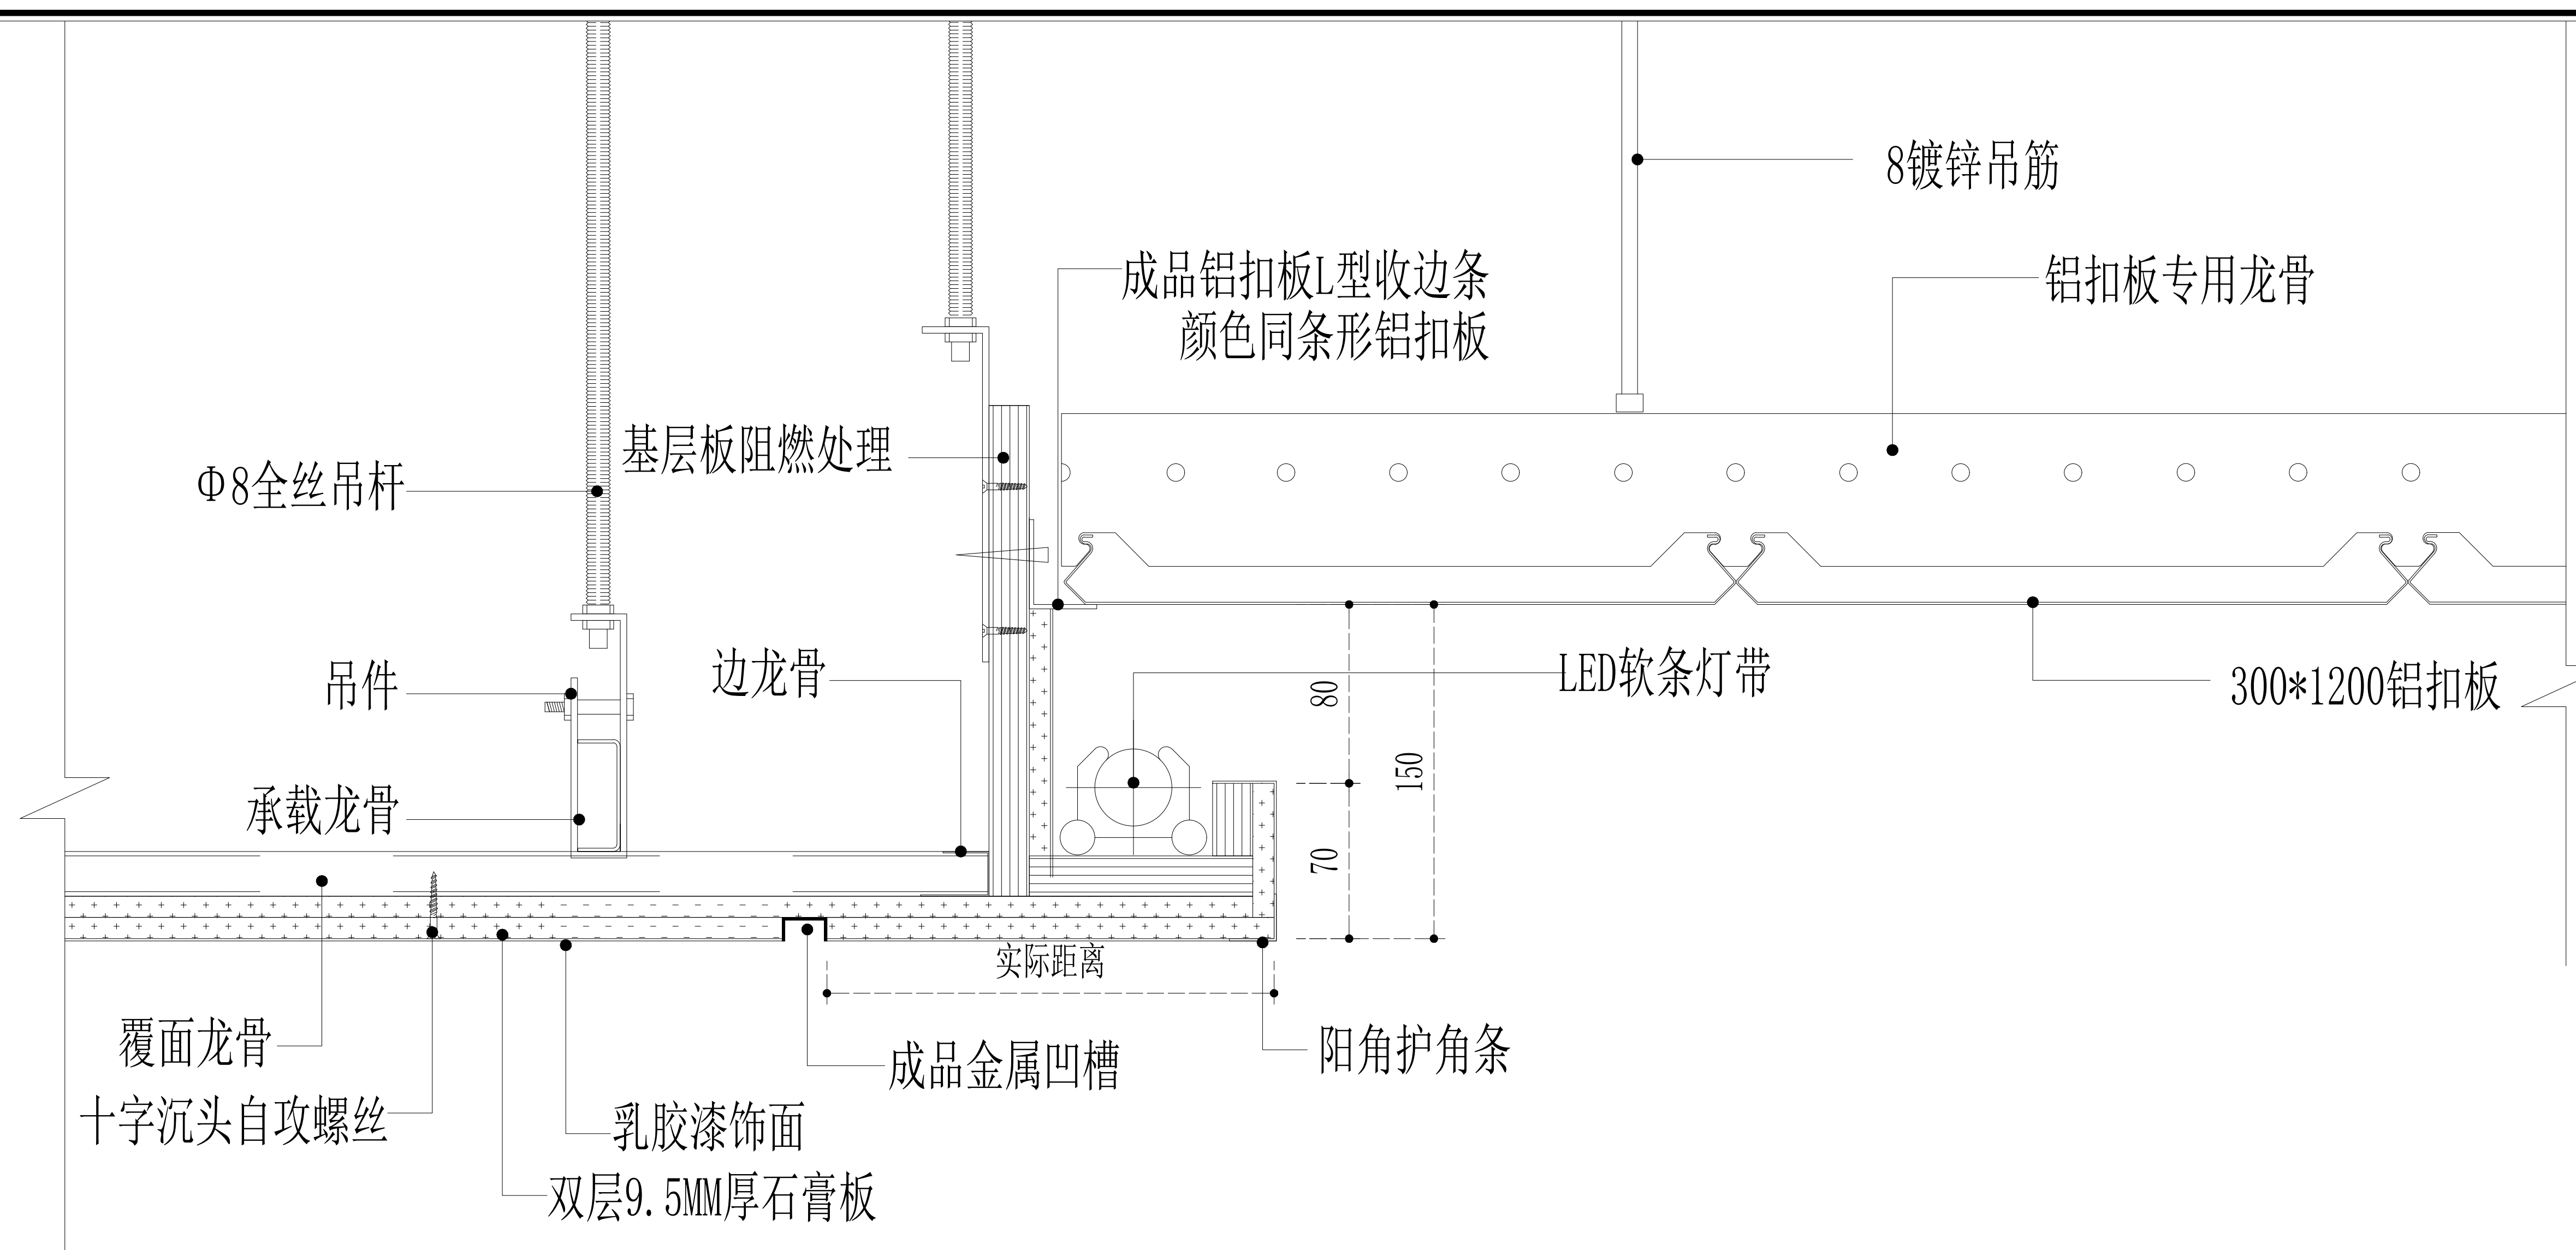 8镀锌吊筋
成品铝扣板L型收边条
颜色同条形铝扣板
铝扣板专用龙骨
基层板阻燃处理
Φ8全丝吊杆
吊件
边龙骨
LED软条灯带
300*1200铝扣板
80
150
承载龙骨
70
实际距离
覆面龙骨
成品金属凹槽
阳角护角条
十字沉头自攻螺丝
乳胶漆饰面
双层9.5MM厚石膏板